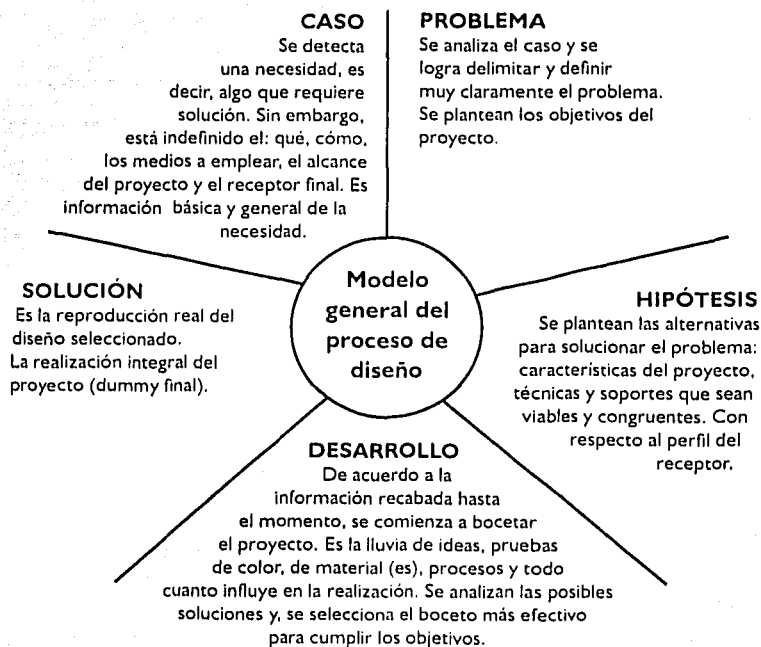 CASO
Se detecta
una necesidad, es
decir, algo que requiere
solución. Sin embargo,
está indefinido el: qué, cómo,
los medios a emplear, el alcance
del proyecto y el receptor final. Es
información básica y general de la
necesidad.
PROBLEMA
Se analiza el caso y se
logra delimitar y definir
muy claramente el problema.
Se plantean los objetivos del
proyecto.
Modelo
general del
proceso de
diseño
HIPÓTESIS
Se plantean las alternativas
para solucionar el problema:
características del proyecto,
técnicas y soportes que sean
viables y congruentes. Con
respecto al perfil del
receptor.
DESARROLLO
De acuerdo a la
información recabada hasta
el momento, se comienza a bocetar
el proyecto. Es la lluvia de ideas, pruebas
de color, de material (es), procesos y todo
cuanto influye en la realización. Se analizan las posibles
soluciones y, se selecciona el boceto más efectivo
para cumplir los objetivos.
SOLUCIÓN
Es la reproducción real del
diseño seleccionado.
La realización integral del
proyecto (dummy final).